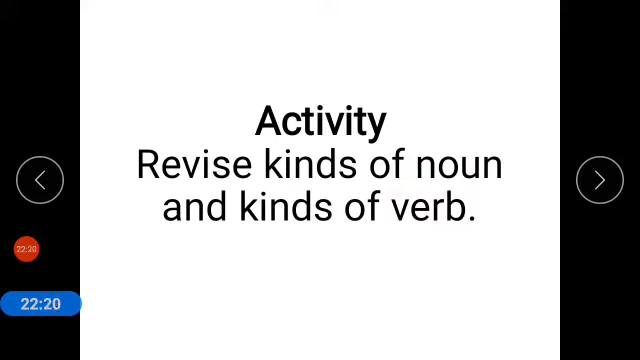 Activity
Revise kinds of noun
and kinds of verb.
22:20
22:20